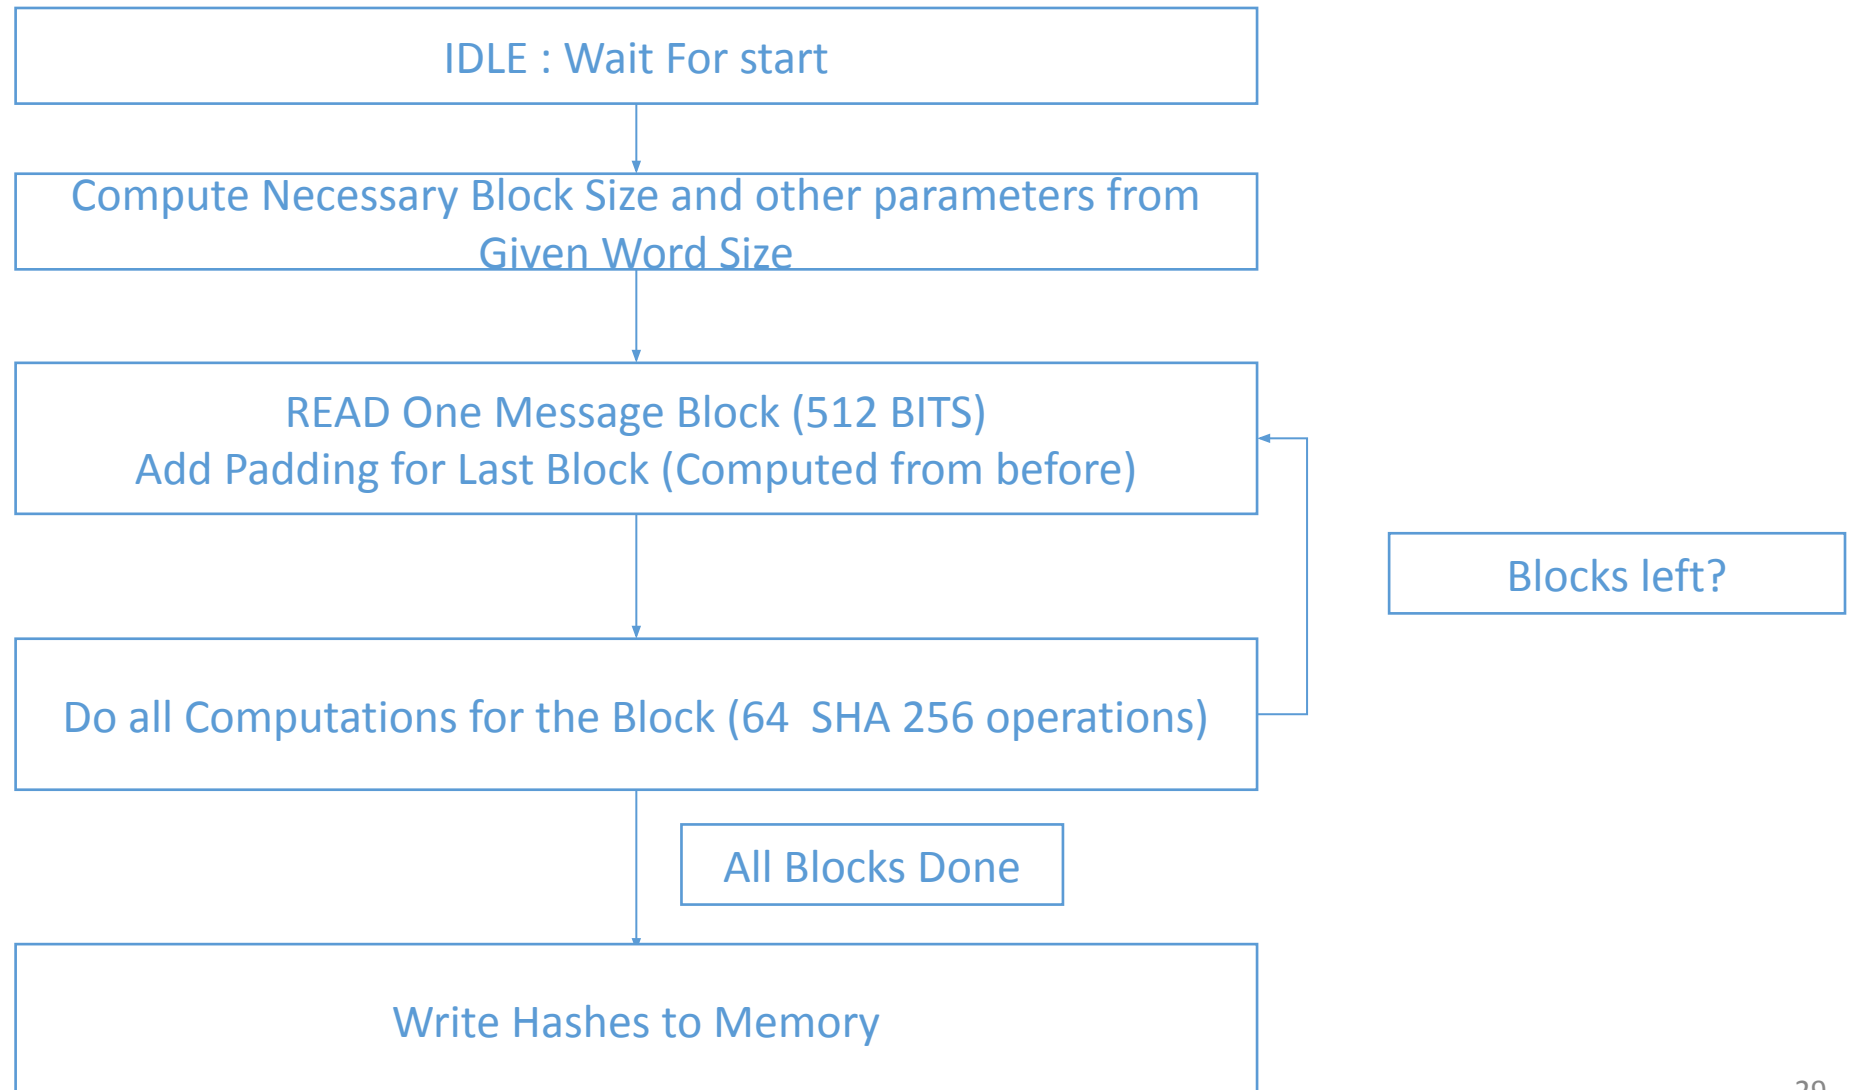 IDLE : Wait For start
Compute Necessary Block Size and other parameters from
Given Word Size
READ One Message Block (512 BITS)
Add Padding for Last Block (Computed from before)
Blocks left?
Do all Computations for the Block (64  SHA 256 operations)
All Blocks Done
Write Hashes to Memory